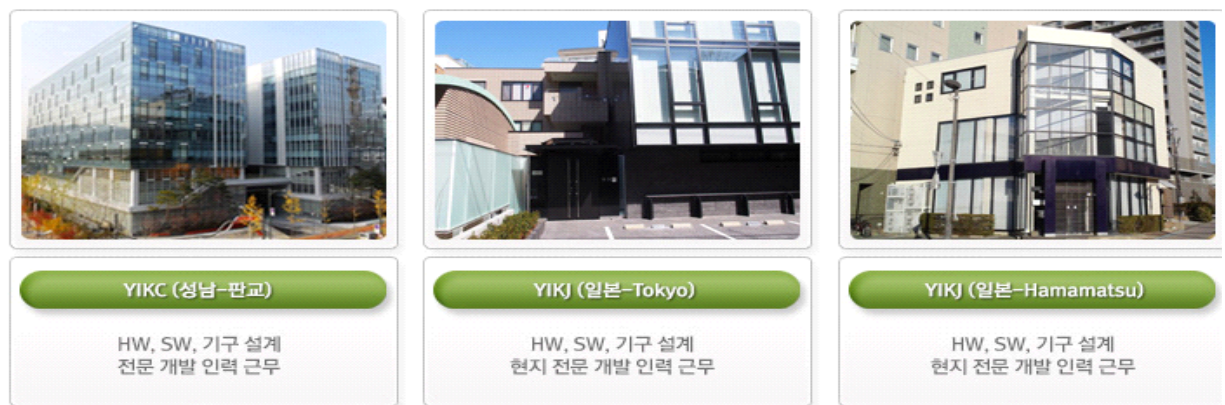 YIKC (성남-판교)
HW, SW, 기구 설계
전문 개발 인력 근무
YIKJ (일본-Tokyo)
HW, SW, 기구 설계
현지 전문 개발 인력 근무
YIKJ (일본-Hamamatsu)
HW, SW, 기구 설계
현지 전문 개발 인력 근무